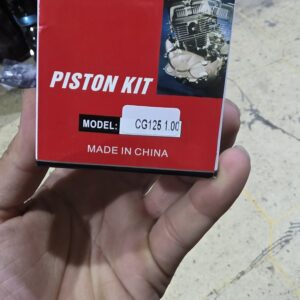 PISTON KIT
MODEL: CG125 1.00
MADE IN CHINA